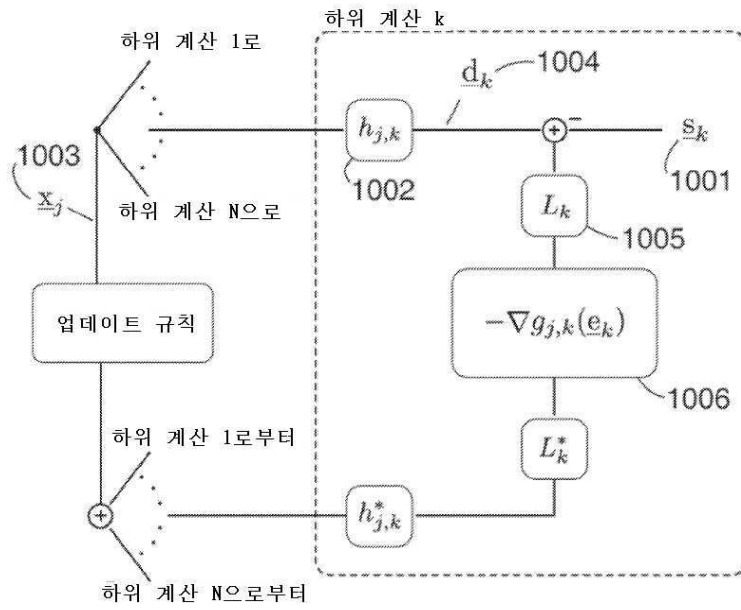 하위 계산 k
하위 계산 1로
d_k 1004
h_{j,k}
1002
s_k
1001
1003
x_j
하위 계산 N으로
L_k
1005
업데이트 규칙
-∇g_{j,k}(e_k)
1006
하위 계산 1로부터
L_k^*
h_{j,k}^*
하위 계산 N으로부터